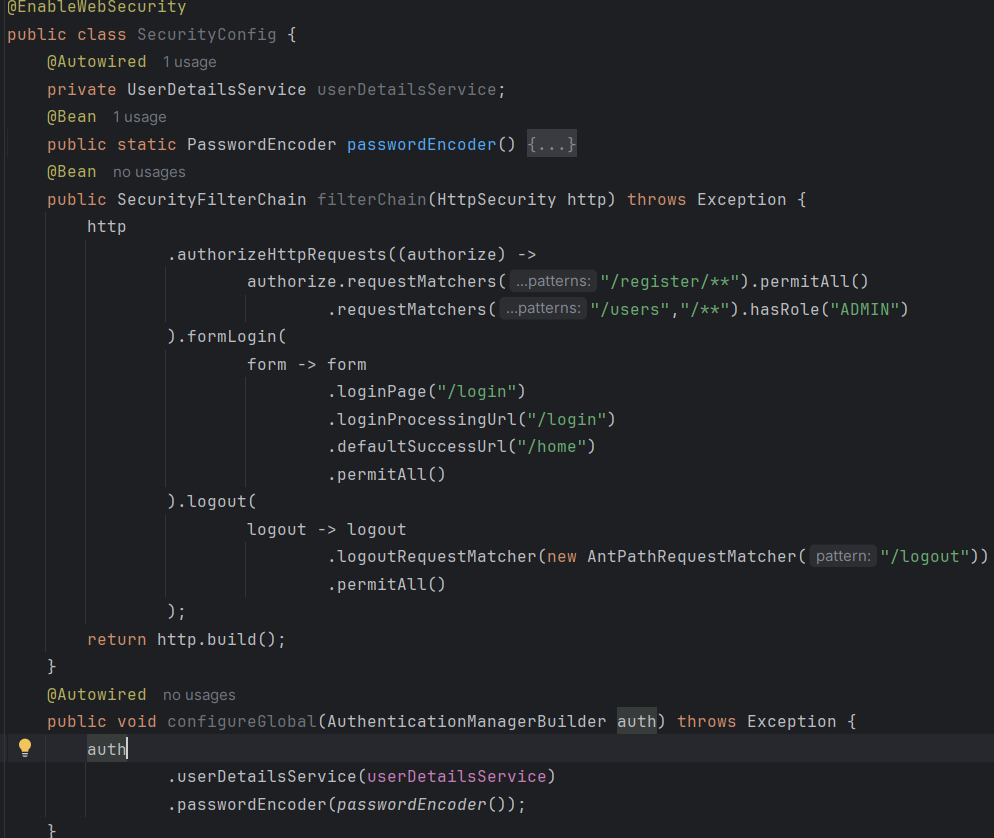 @EnableWebSecurity
public class SecurityConfig {
@Autowired 1 usage
private UserDetailsService userDetailsService;
@Bean 1 usage
public static PasswordEncoder passwordEncoder() {...}
@Bean no usages
public SecurityFilterChain filterChain(HttpSecurity http) throws Exception {
http
.authorizeHttpRequests((authorize) ->
authorize.requestMatchers( ...patterns: "/register/**").permitAll()
.requestMatchers( ...patterns: "/users","/**").hasRole("ADMIN")
).formLogin(
form -> form
.loginPage("/login")
.loginProcessingUrl("/login")
.defaultSuccessUrl("/home")
.permitAll()
).logout(
logout -> logout
.logoutRequestMatcher(new AntPathRequestMatcher( pattern: "/logout"))
.permitAll()
);
return http.build();
}
@Autowired no usages
public void configureGlobal(AuthenticationManagerBuilder auth) throws Exception {
auth
.userDetailsService(userDetailsService)
.passwordEncoder(passwordEncoder());
}